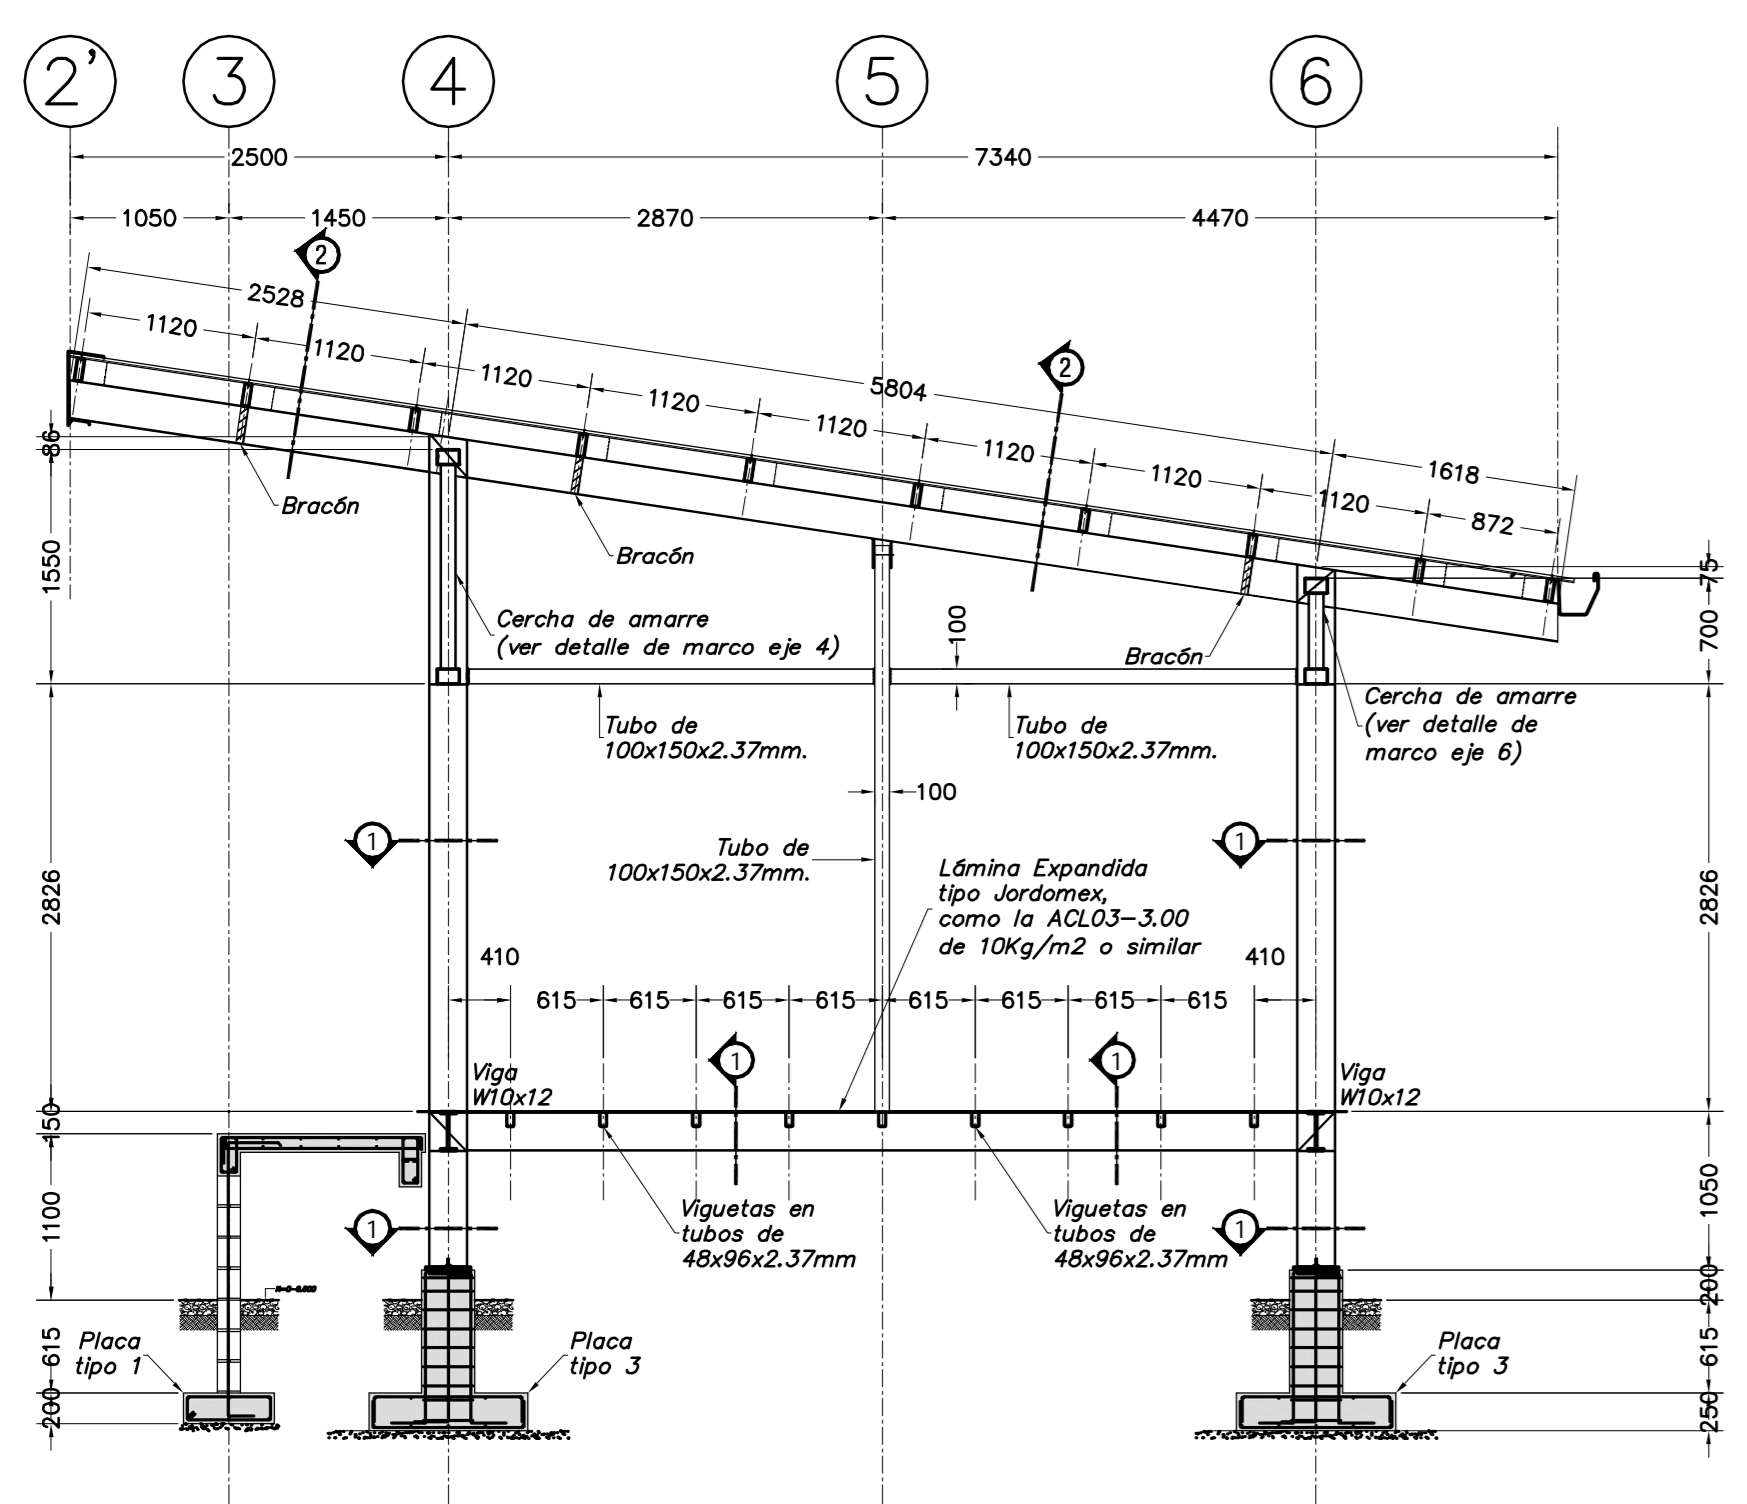 2' 3 4 5 6
2500 7340
1050 1450 2870 4470
2
2528
1120
1120
2
1120
5804
1120
1120
1120
1618
1120
1120
872
86
1550
Bracón
Bracón
75
700
Cercha de amarre
(ver detalle de marco eje 4)
100
Bracón
Cercha de amarre
(ver detalle de
marco eje 6)
Tubo de
100x150x2.37mm.
Tubo de
100x150x2.37mm.
100
1
1
Tubo de
100x150x2.37mm.
Lámina Expandida
tipo Jordomex,
como la ACL03-3.00
de 10Kg/m2 o similar
2826
2826
410 410
615 615 615 615 615 615 615 615
1 1
Viga
W10x12
Viga
W10x12
150
1100
1050
1
1
Viguetas en
tubos de
48x96x2.37mm
Viguetas en
tubos de
48x96x2.37mm
200
615
615
Placa
tipo 1
Placa
tipo 3
Placa
tipo 3
200
250